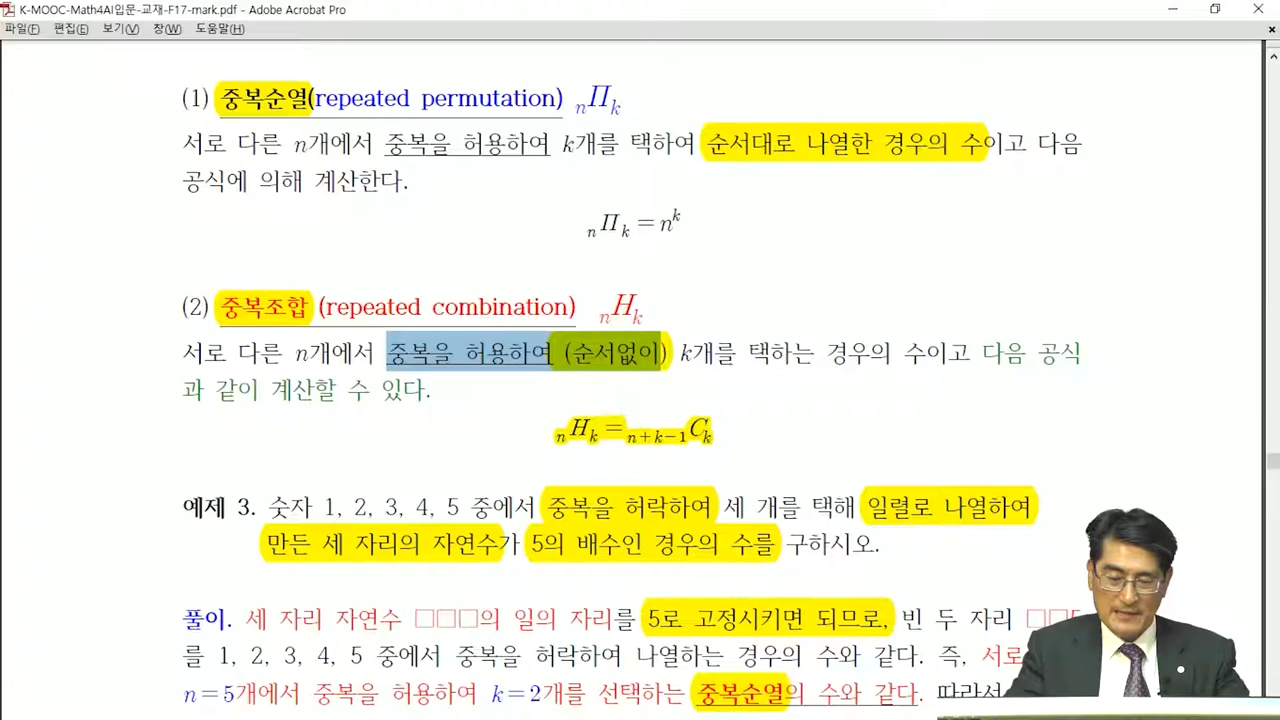 K-MOOC-Math4AI입문-교재-F17-mark.pdf - Adobe Acrobat Pro
파일(F) 편집(E) 보기(V) 창(W) 도움말(H)
(1) 중복순열(repeated permutation) ₙΠₖ
서로 다른 n개에서 중복을 허용하여 k개를 택하여 순서대로 나열한 경우의 수이고 다음
공식에 의해 계산한다.
ₙΠₖ = nᵏ
(2) 중복조합 (repeated combination) ₙHₖ
서로 다른 n개에서 중복을 허용하여 (순서없이) k개를 택하는 경우의 수이고 다음 공식
과 같이 계산할 수 있다.
ₙHₖ = ₙ₊ₖ₋₁Cₖ
예제 3. 숫자 1, 2, 3, 4, 5 중에서 중복을 허락하여 세 개를 택해 일렬로 나열하여
만든 세 자리의 자연수가 5의 배수인 경우의 수를 구하시오.
풀이. 세 자리 자연수 □□□의 일의 자리를 5로 고정시키면 되므로, 빈 두 자리 □□5
를 1, 2, 3, 4, 5 중에서 중복을 허락하여 나열하는 경우의 수와 같다. 즉, 서로
n=5개에서 중복을 허용하여 k=2개를 선택하는 중복순열의 수와 같다. 따라서